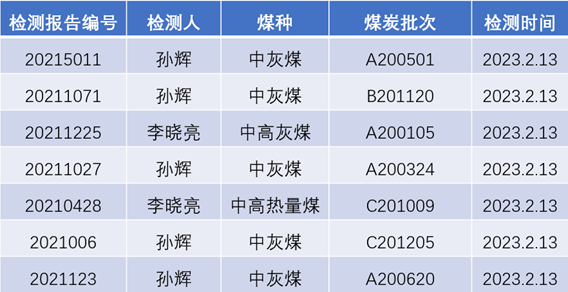 检测报告编号 检测人 煤种 煤炭批次 检测时间
20215011 孙辉 中灰煤 A200501 2023.2.13
20211071 孙辉 中灰煤 B201120 2023.2.13
20211225 李晓亮 中高灰煤 A200105 2023.2.13
20211027 孙辉 中灰煤 A200324 2023.2.13
20210428 李晓亮 中高热量煤 C201009 2023.2.13
2021006 孙辉 中灰煤 C201205 2023.2.13
2021123 孙辉 中灰煤 A200620 2023.2.13